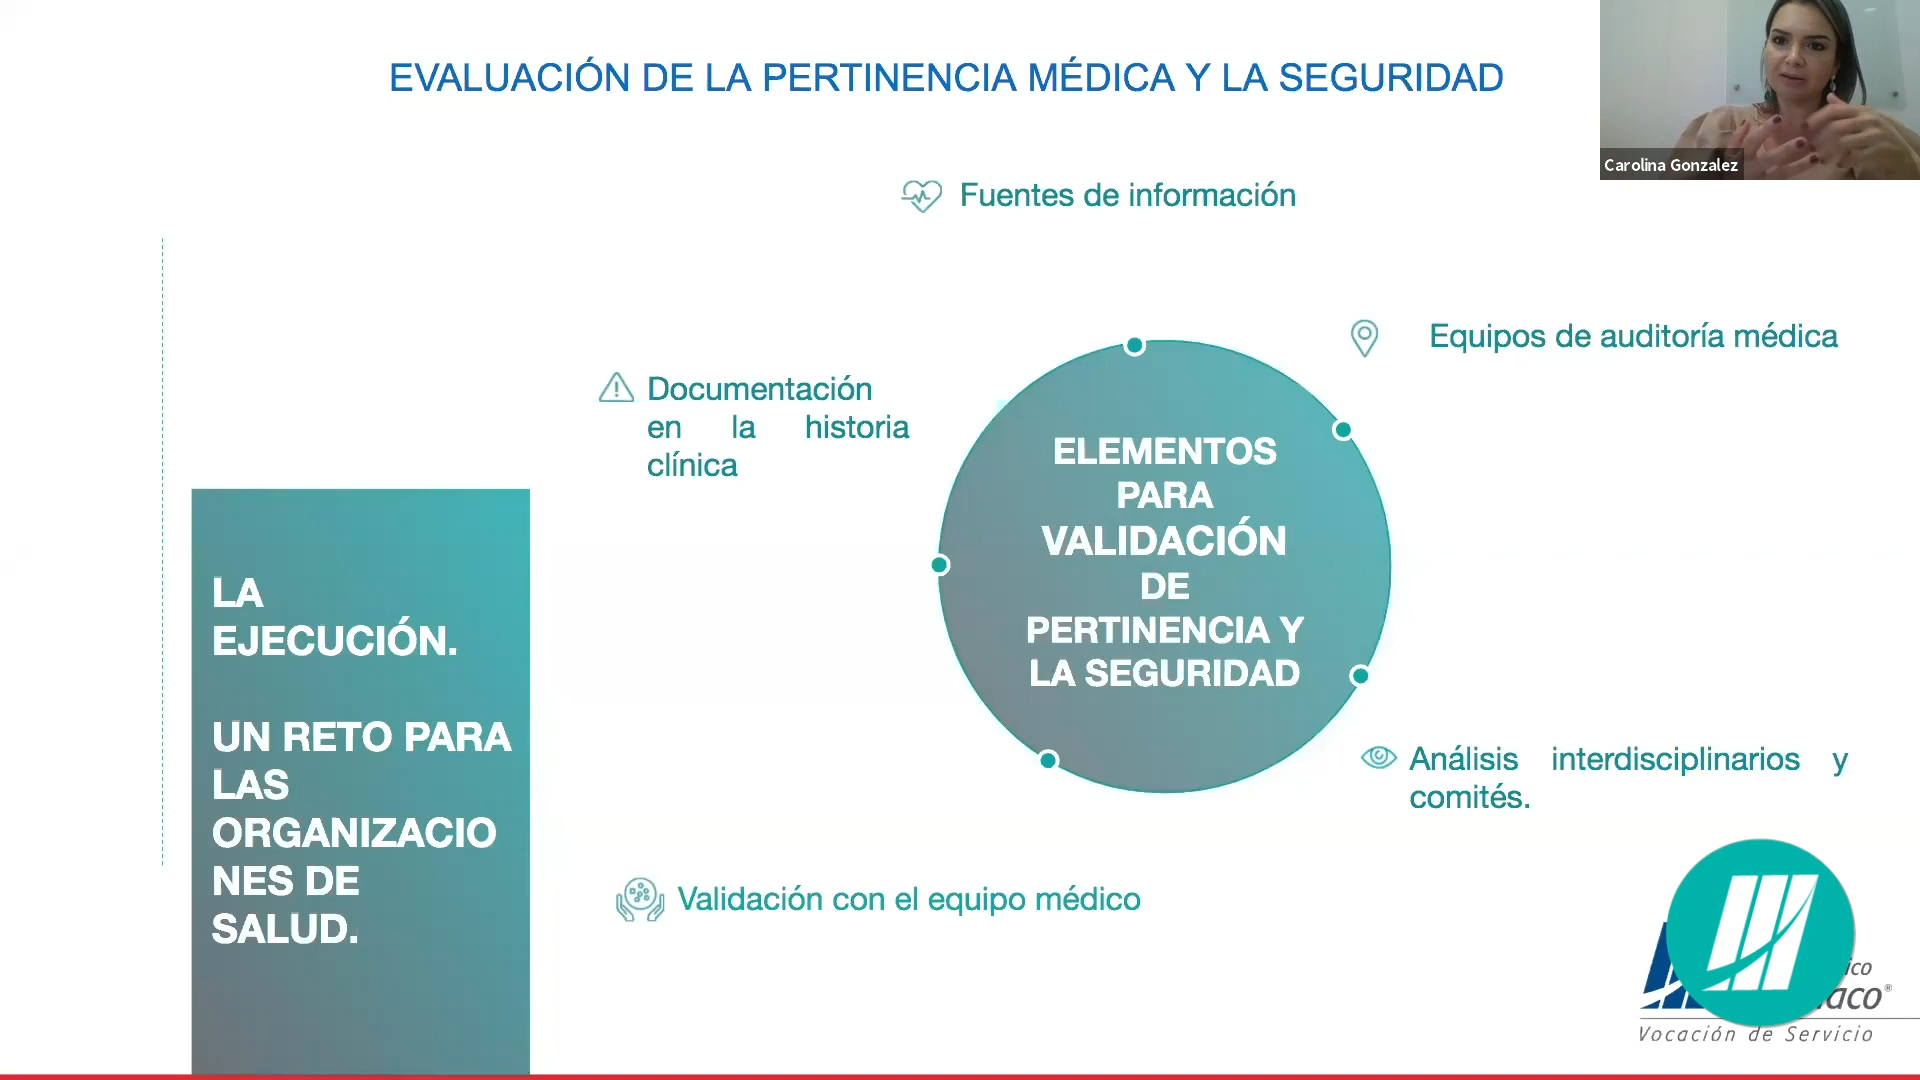 EVALUACIÓN DE LA PERTINENCIA MÉDICA Y LA SEGURIDAD
Carolina Gonzalez
Fuentes de información
Equipos de auditoría médica
Documentación
en la historia
clínica
ELEMENTOS
PARA
VALIDACIÓN
DE
PERTINENCIA Y
LA SEGURIDAD
LA
EJECUCIÓN.
UN RETO PARA
LAS
ORGANIZACIO
NES DE
SALUD.
Análisis interdisciplinarios y
comités.
Validación con el equipo médico
Vocación de Servicio